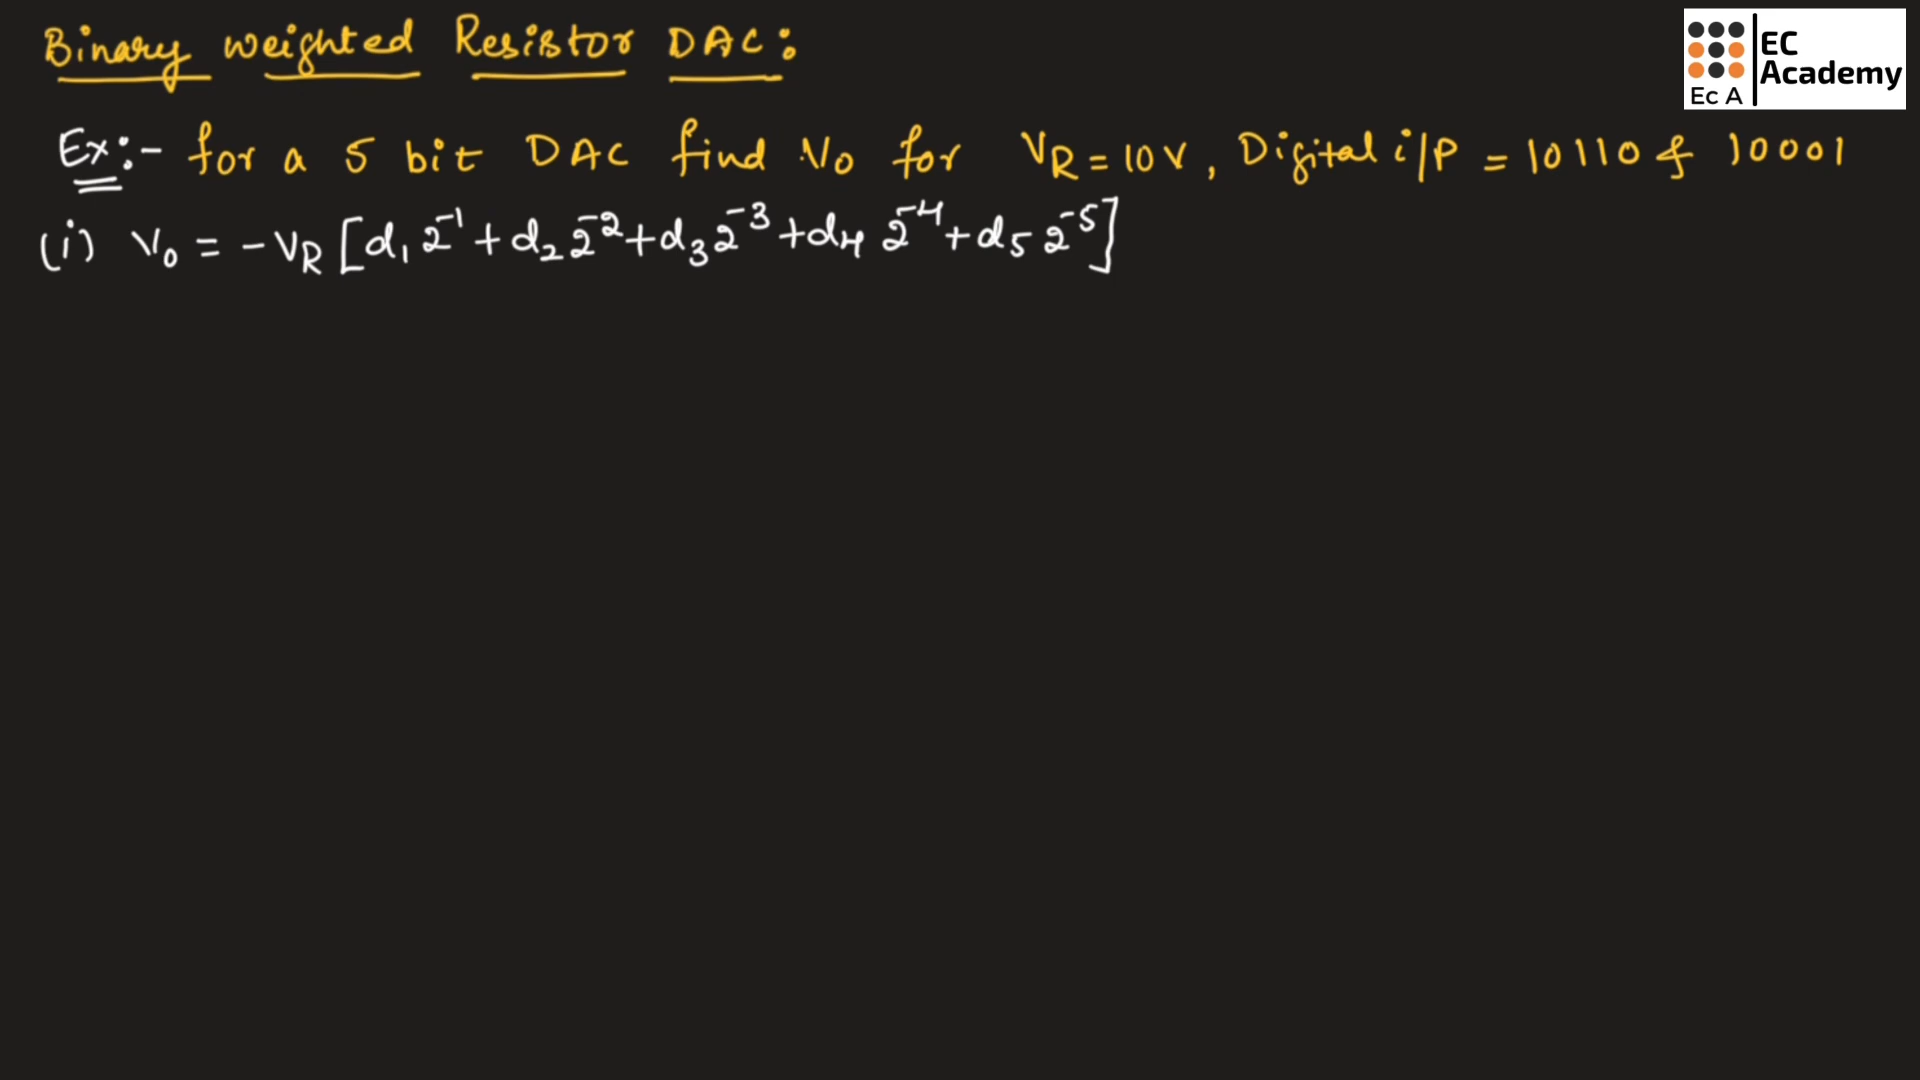 Binary weighted Resistor DAC:
EC Academy
Ec A
Ex:- for a 5 bit DAC find Vo for VR = 10V, Digital i/p = 10110 & 10001
(i) V₀ = -VR [d₁ 2⁻¹ + d₂ 2⁻² + d₃ 2⁻³ + d₄ 2⁻⁴ + d₅ 2⁻⁵]